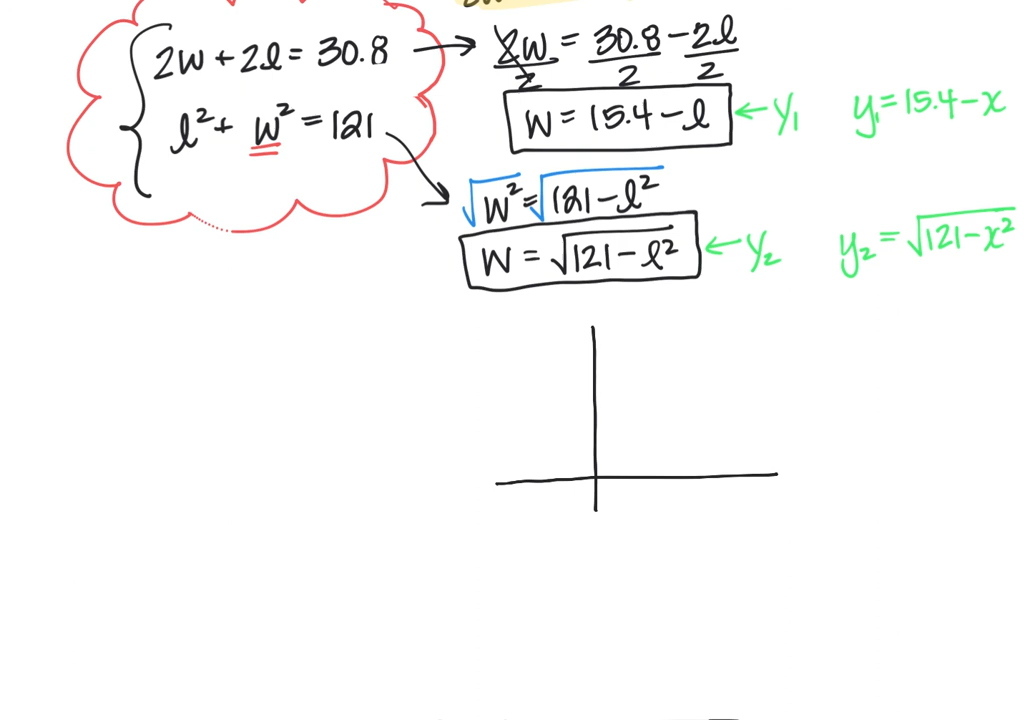 2w + 2l = 30.8 → 2w/2 = 30.8/2 - 2l/2
w = 15.4 - l ← y₁ y₁ = 15.4 - x
l² + w² = 121
√w² = √121 - l²
w = √121 - l² ← y₂ y₂ = √121 - x²